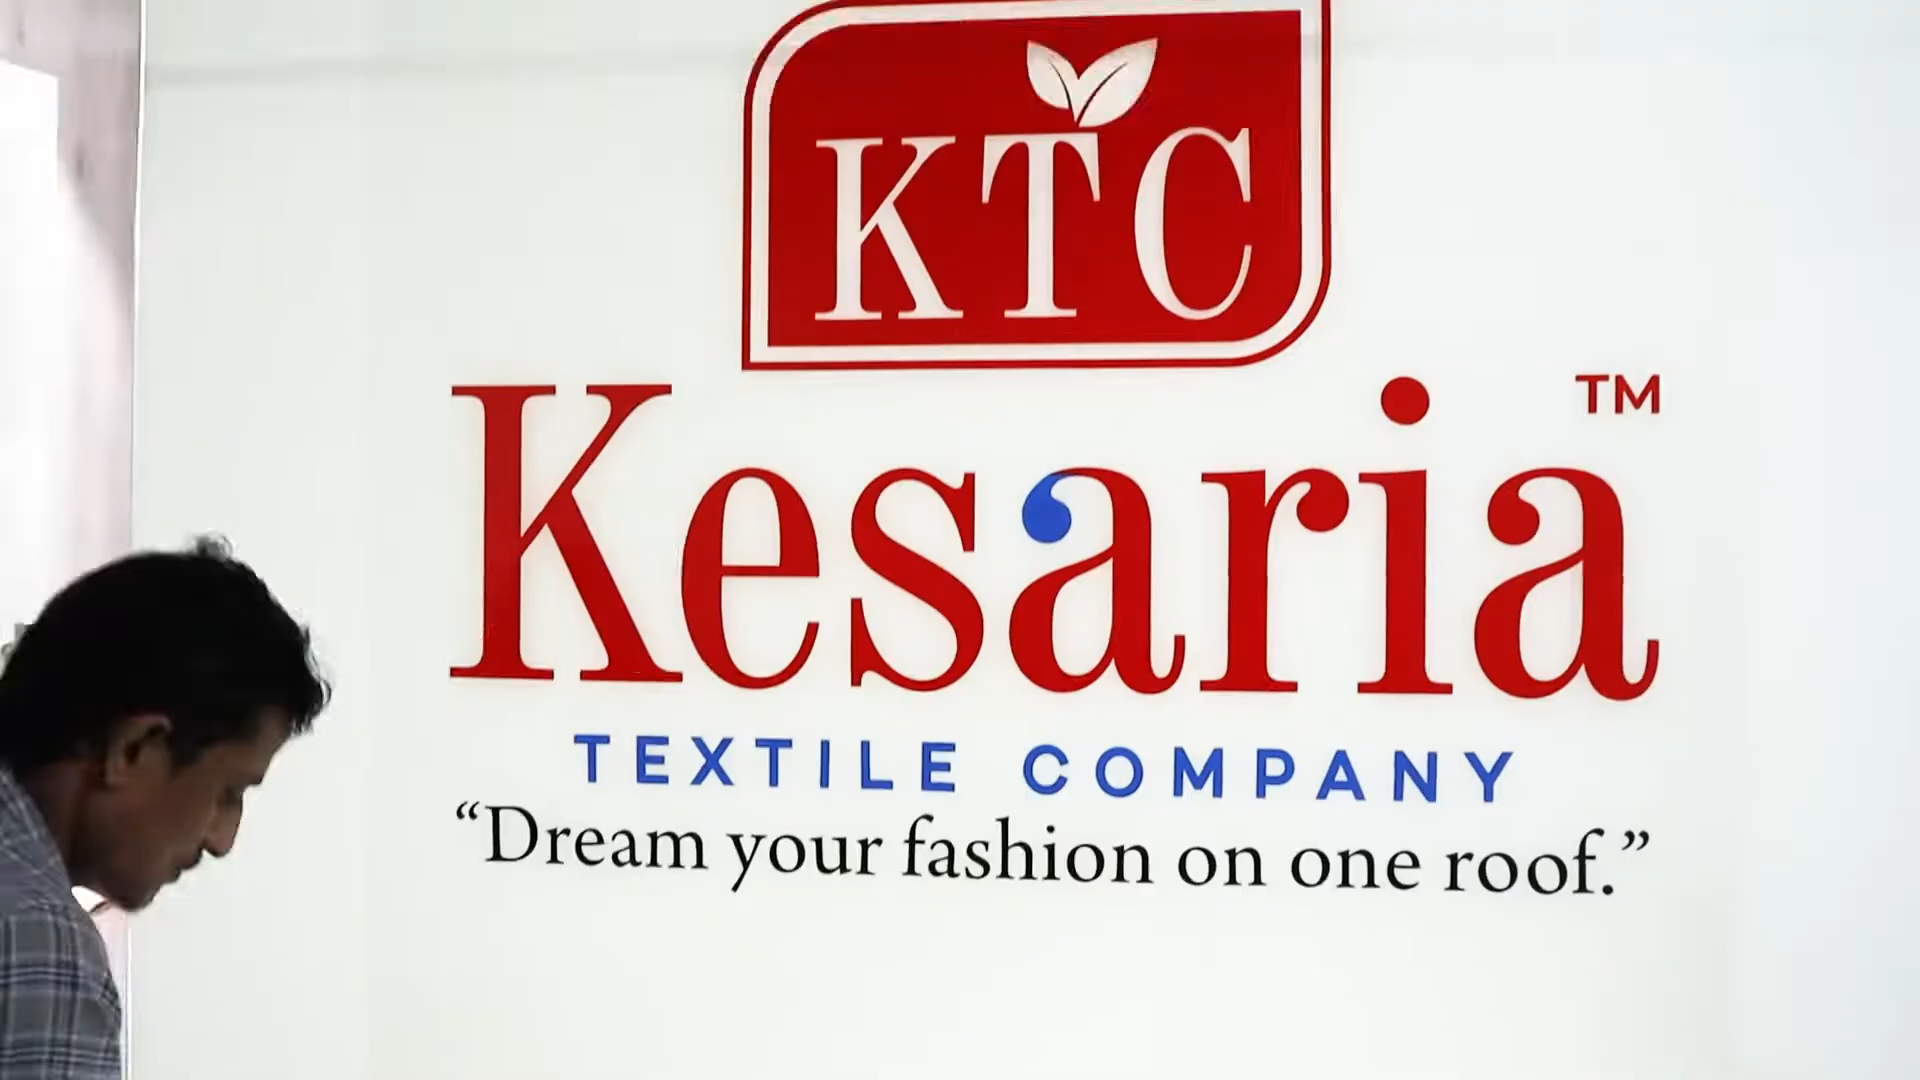 KTC
Kesaria™
TEXTILE COMPANY
“Dream your fashion on one roof.”